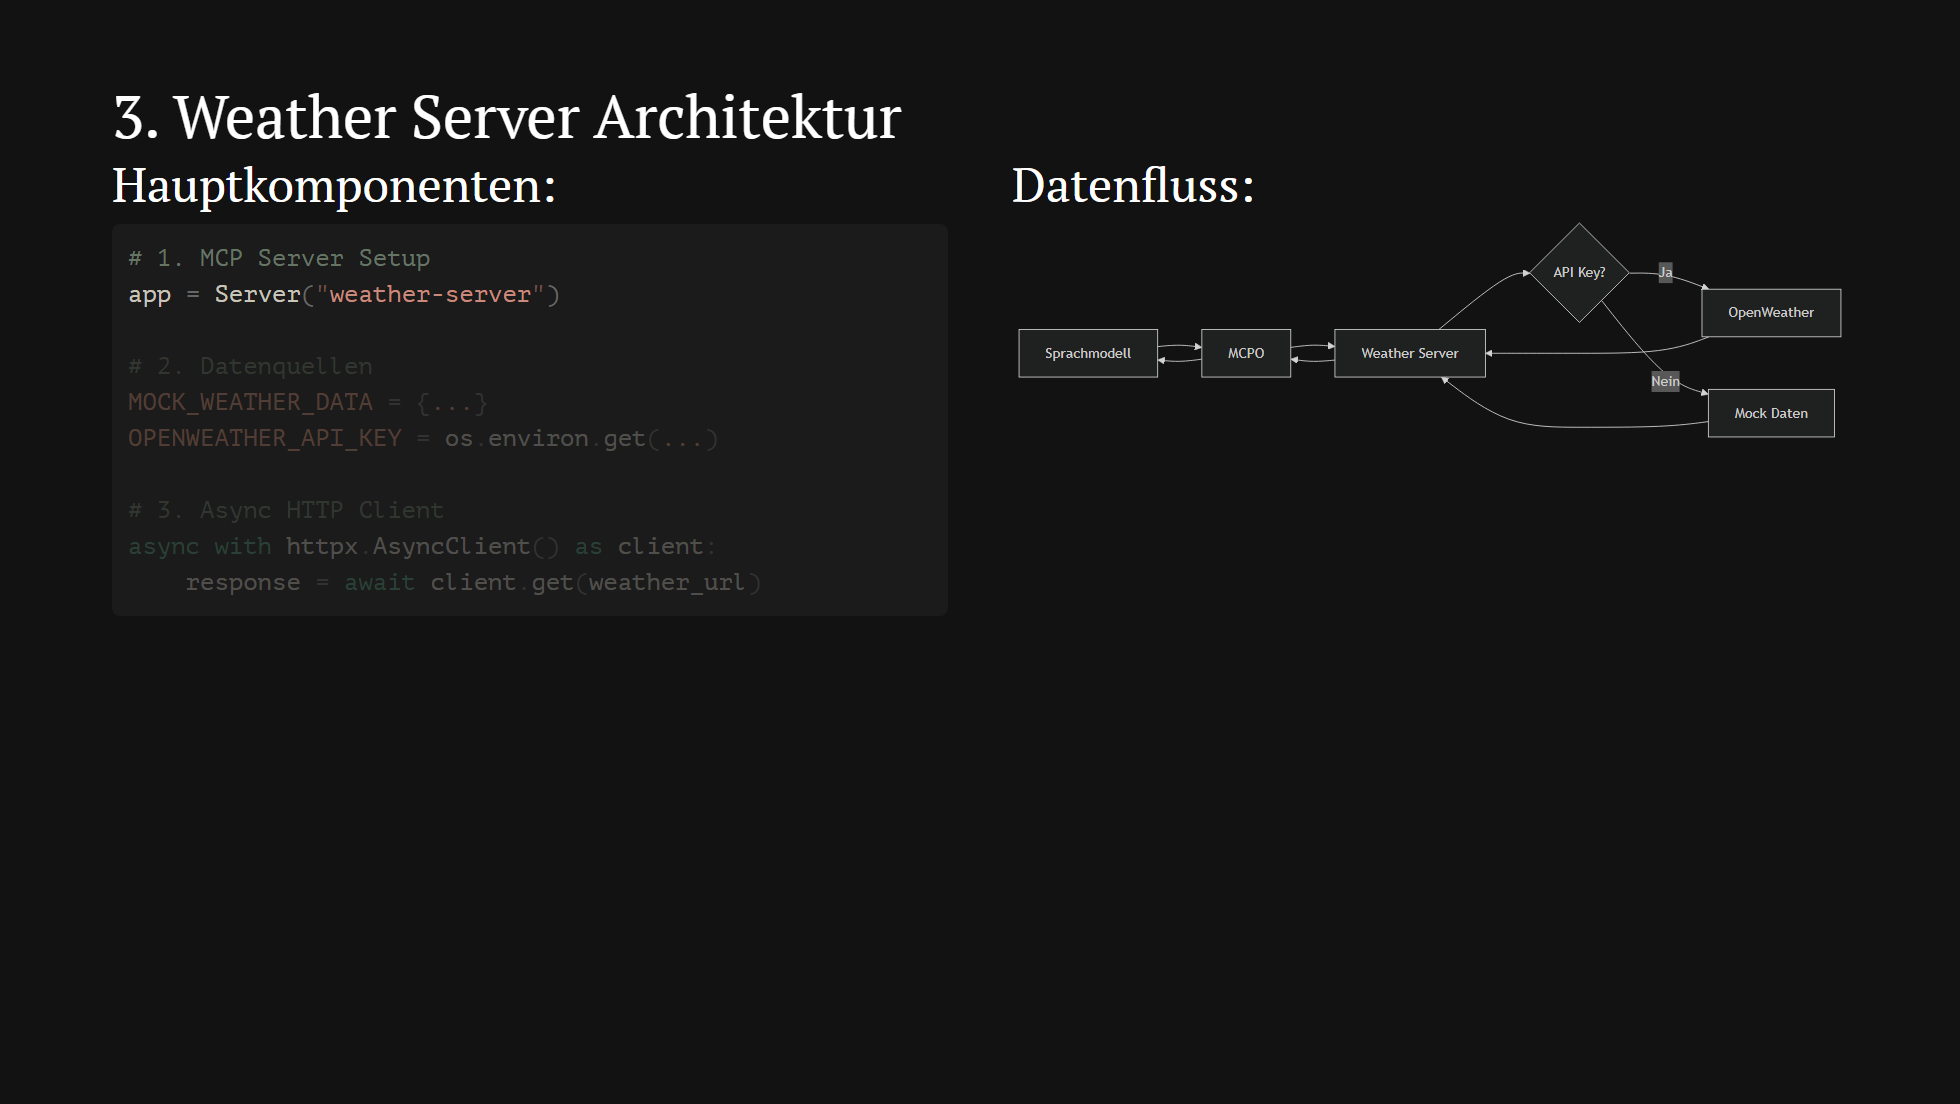 3. Weather Server Architektur
Hauptkomponenten:
# 1. MCP Server Setup
app = Server("weather-server")
# 2. Datenquellen
MOCK_WEATHER_DATA = {...}
OPENWEATHER_API_KEY = os.environ.get(...)
# 3. Async HTTP Client
async with httpx.AsyncClient() as client:
    response = await client.get(weather_url)
Datenfluss:
Sprachmodell
MCPO
Weather Server
API Key?
Ja
OpenWeather
Nein
Mock Daten